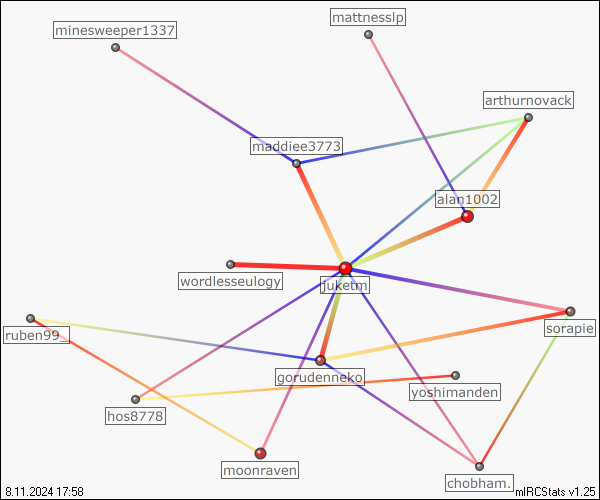 mattnesslp
minesweeper1337
arthurnovack
maddiee3773
alan1002
wordlesseulogy
juketm
sorapie
ruben99_
gorudenneko
yoshimanden
hos8778
moonraven
chobham.
8.11.2024 17:58
mIRCStats v1.25